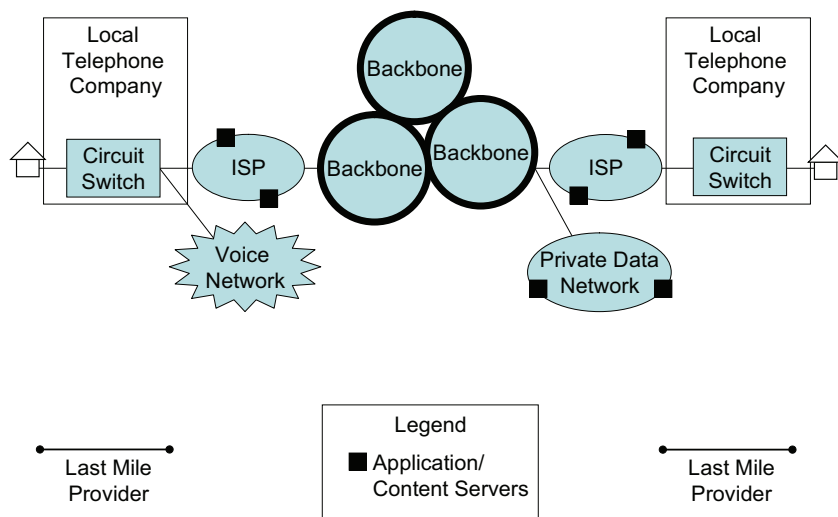 Local
Telephone
Company
Circuit
Switch
ISP
Voice
Network
Backbone
Backbone
Backbone
ISP
Private Data
Network
Local
Telephone
Company
Circuit
Switch
Last Mile
Provider
Legend
Application/
Content Servers
Last Mile
Provider